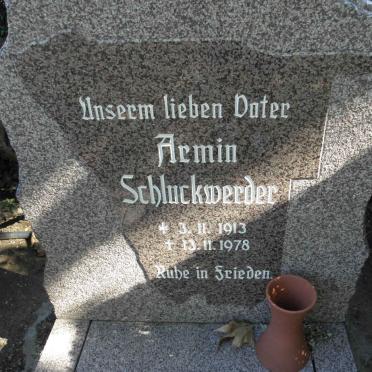 Unserm lieben Vater
Armin
Schluckwerder
* 3. 11. 1913
† 13. 11. 1978
Ruhe in Frieden